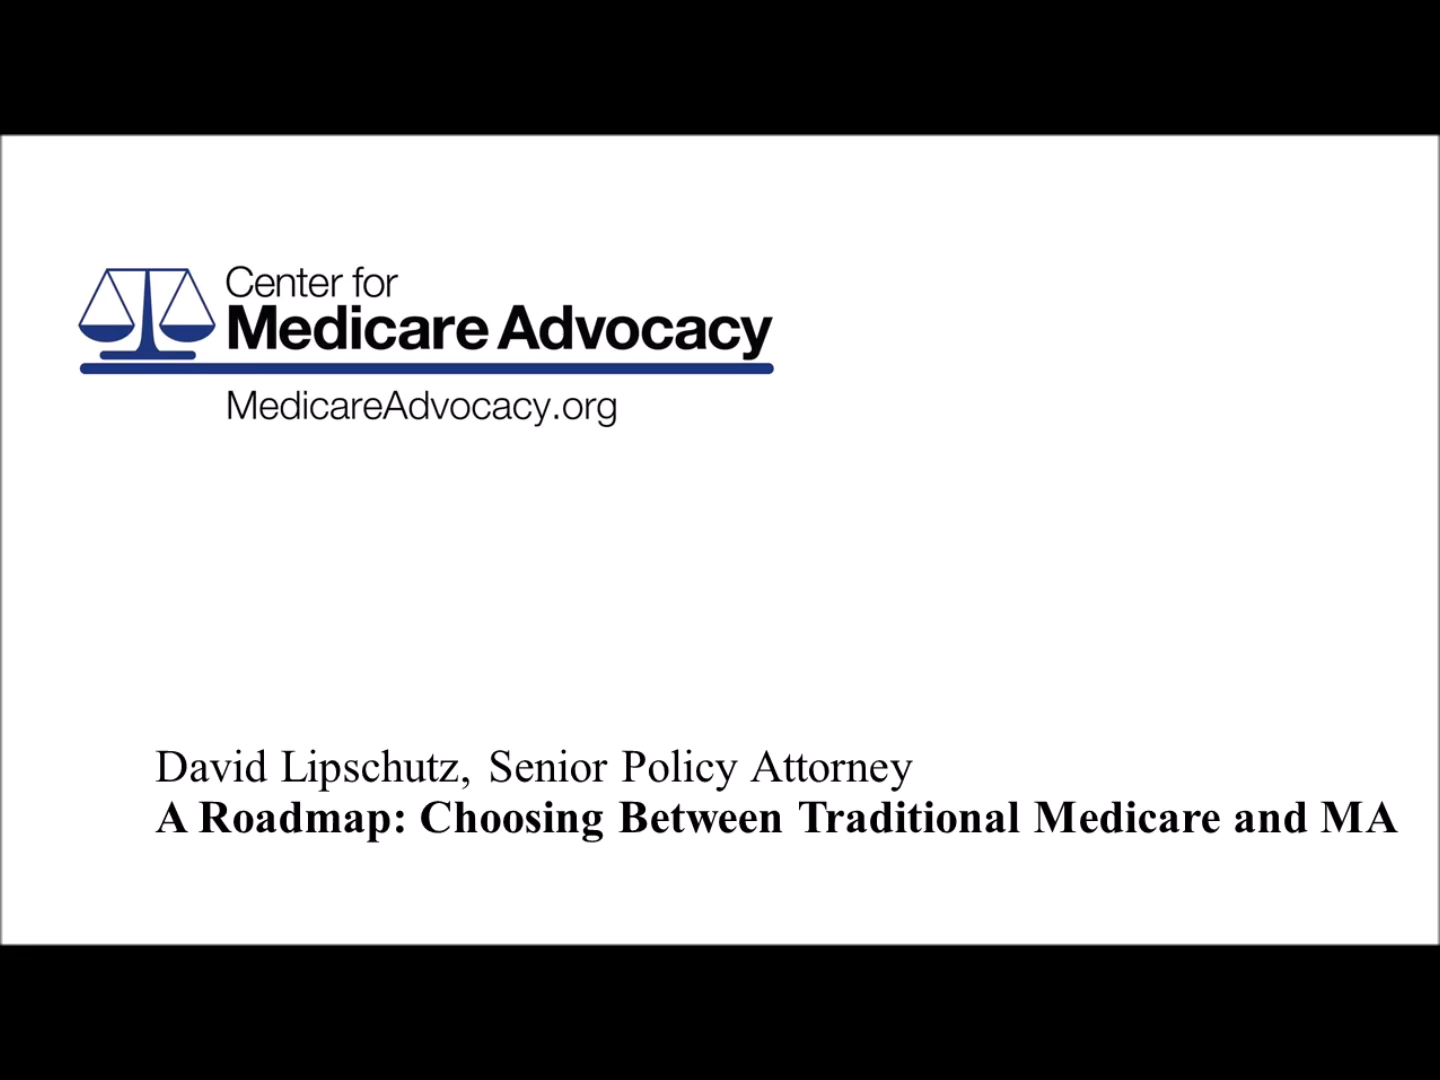 Center for
Medicare Advocacy
MedicareAdvocacy.org
David Lipschutz, Senior Policy Attorney
A Roadmap: Choosing Between Traditional Medicare and MA